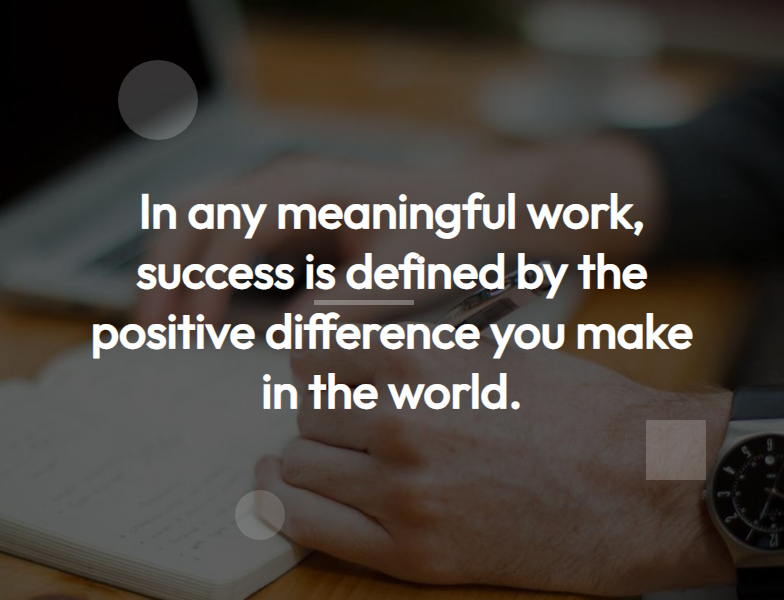 In any meaningful work,
success is defined by the
positive difference you make
in the world.